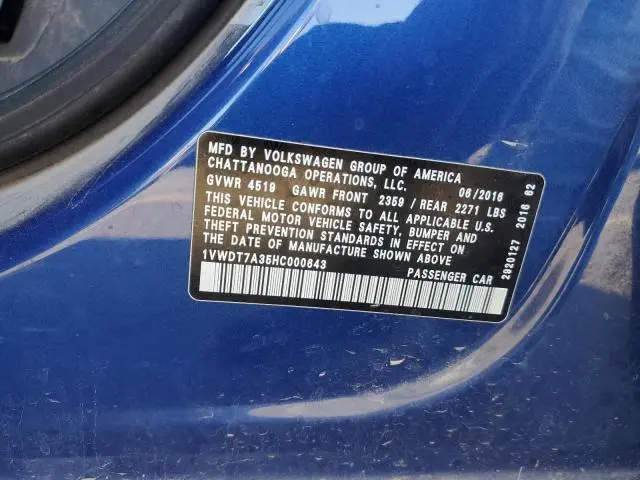 MFD BY VOLKSWAGEN GROUP OF AMERICA
CHATTANOOGA OPERATIONS, LLC. 06/2016
GVWR 4519 GAWR FRONT 2359 / REAR 2271 LBS
THIS VEHICLE CONFORMS TO ALL APPLICABLE U.S.
FEDERAL MOTOR VEHICLE SAFETY, BUMPER AND
THEFT PREVENTION STANDARDS IN EFFECT ON
THE DATE OF MANUFACTURE SHOWN ABOVE
1VWDT7A35HC000643 PASSENGER CAR
2920127 2016 62